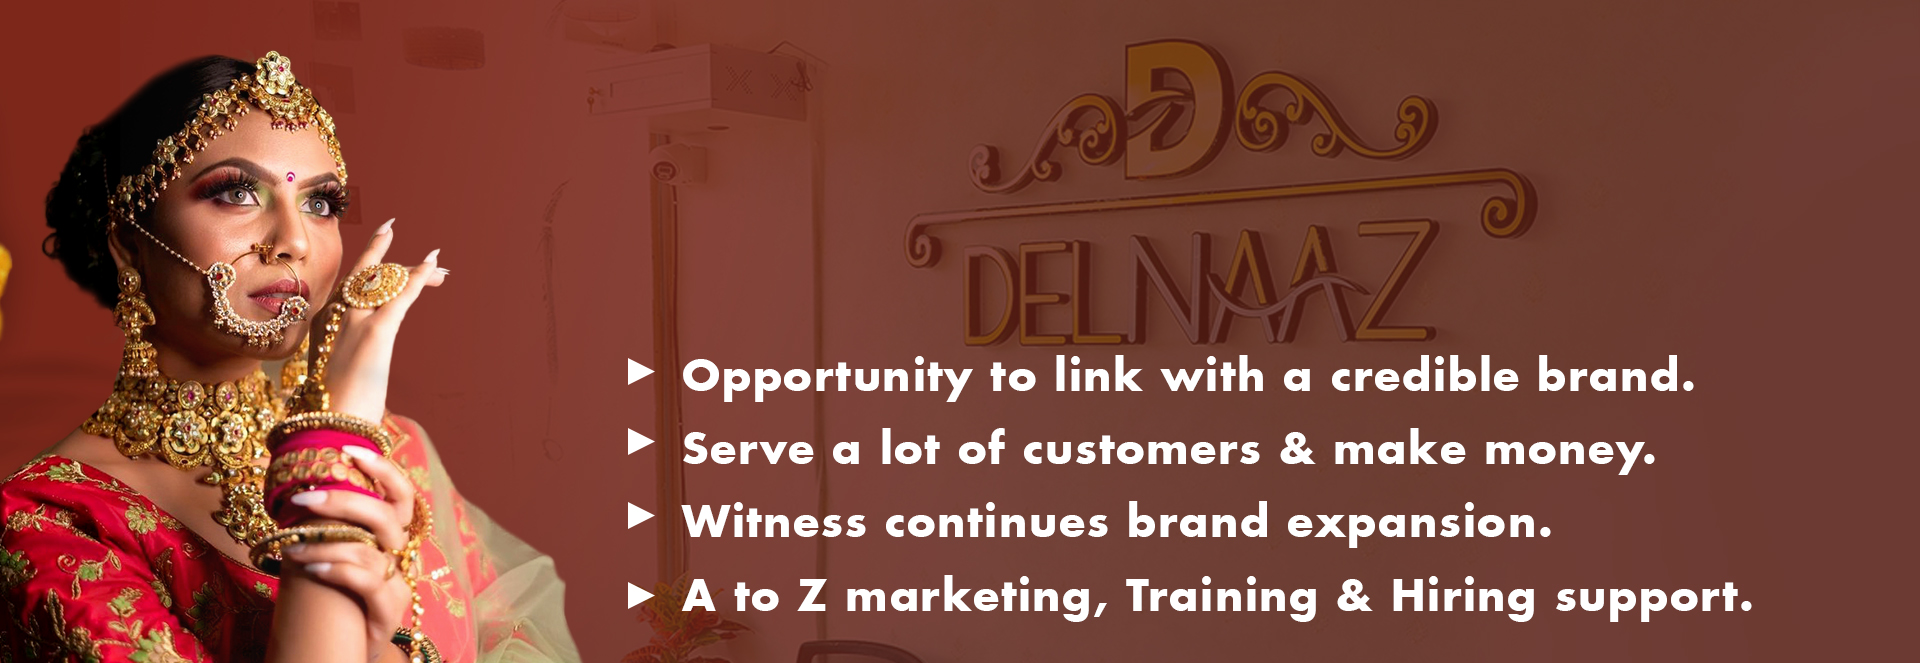 D
DELNAAZ
► Opportunity to link with a credible brand.
► Serve a lot of customers & make money.
► Witness continues brand expansion.
► A to Z marketing, Training & Hiring support.